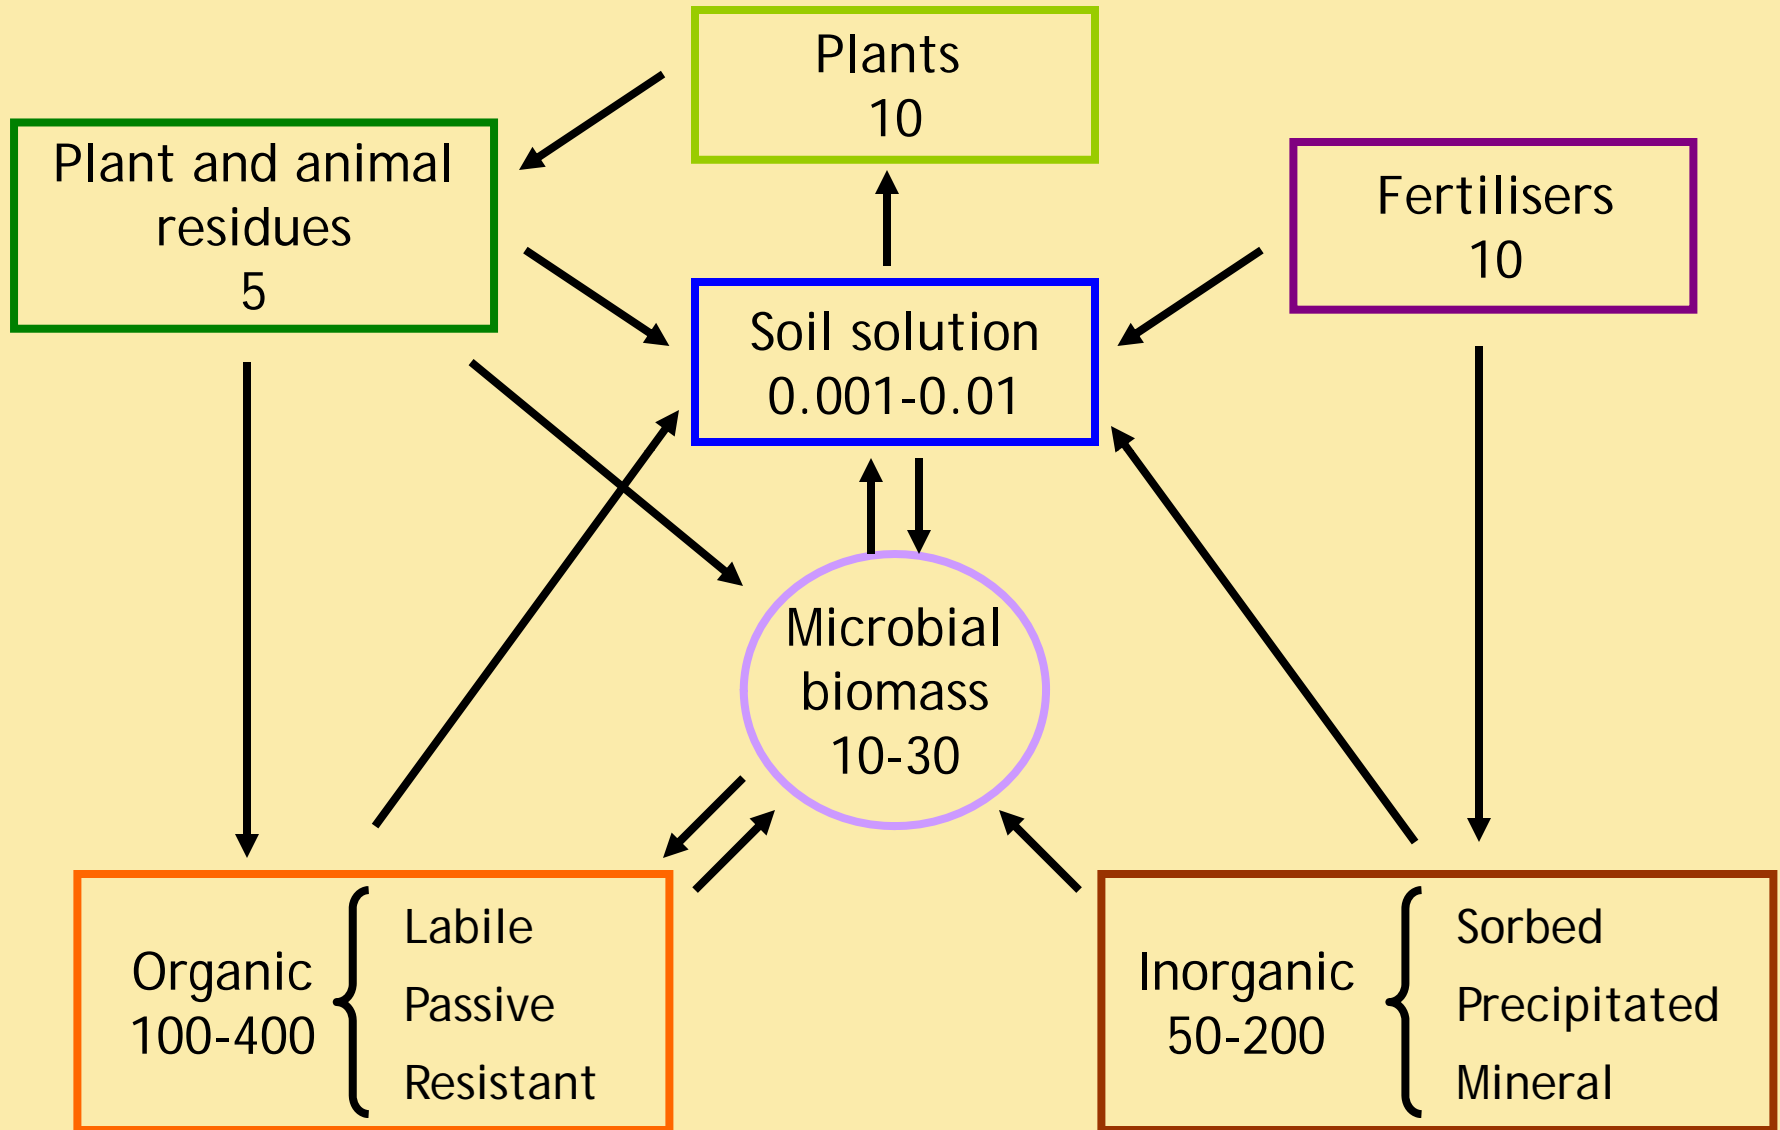 Plants
10
Plant and animal
residues
5
Fertilisers
10
Soil solution
0.001-0.01
Microbial
biomass
10-30
Organic
100-400
Labile
Passive
Resistant
Inorganic
50-200
Sorbed
Precipitated
Mineral